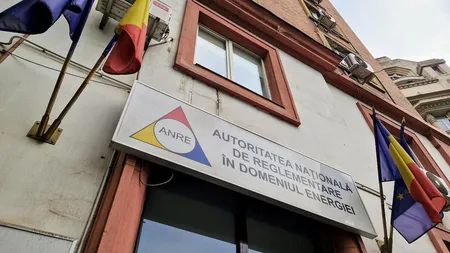 ANRE
AUTORITATEA NAȚIONALĂ
DE REGLEMENTARE
ÎN DOMENIUL ENERGIEI